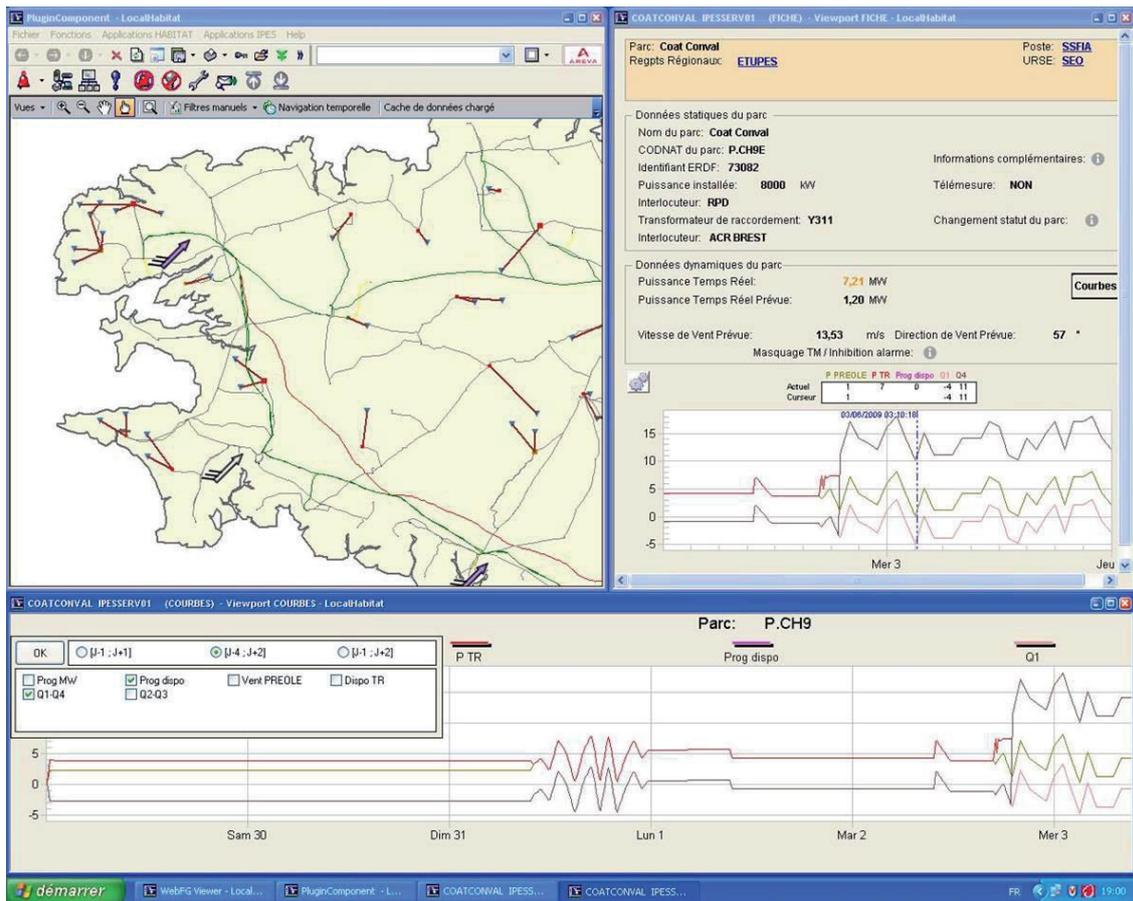 PluginComponent - LocalHabitat
Fichier Fonctions Applications HABITAT Applications IPES Help
AREVA
Vues Filtres manuels Navigation temporelle Cache de données chargé
COATCONVAL IPESSERV01 (FICHE) - Viewport FICHE - LocalHabitat
Parc: Coat Conval Poste: SSFIA
Regpts Régionaux: ETUPES URSE: SEO
Données statiques du parc
Nom du parc: Coat Conval
CODNAT du parc: P.CH9E
Informations complémentaires:
Identifiant ERDF: 73082
Puissance installée: 8000 kW Télémesure: NON
Interlocuteur: RPD
Transformateur de raccordement: Y311 Changement statut du parc:
Interlocuteur: ACR BREST
Données dynamiques du parc
Puissance Temps Réel: 7,21 MW
Courbes
Puissance Temps Réel Prévue: 1,20 MW
Vitesse de Vent Prévue: 13,53 m/s Direction de Vent Prévue: 57 °
Masquage TM / Inhibition alarme:
P PREOLE P TR Prog dispo Q1 Q4
Actuel 1 7 0 -4 11
Curseur 1 -4 11
03/06/2009 03:10:18
15
10
5
0
-5
Mer 3 Jeu
COATCONVAL IPESSERV01 (COURBES) - Viewport COURBES - LocalHabitat
Parc: P.CH9
OK [J-1 ; J+1] [J-4 ; J+2] [J-1 ; J+2]
P TR Prog dispo Q1
Prog MW Prog dispo Vent PREOLE Dispo TR
Q1-Q4 Q2-Q3
5
0
-5
Sam 30 Dim 31 Lun 1 Mar 2 Mer 3
démarrer WebFG Viewer - Local... PluginComponent - L... COATCONVAL IPESS... COATCONVAL IPESS... FR 19:00